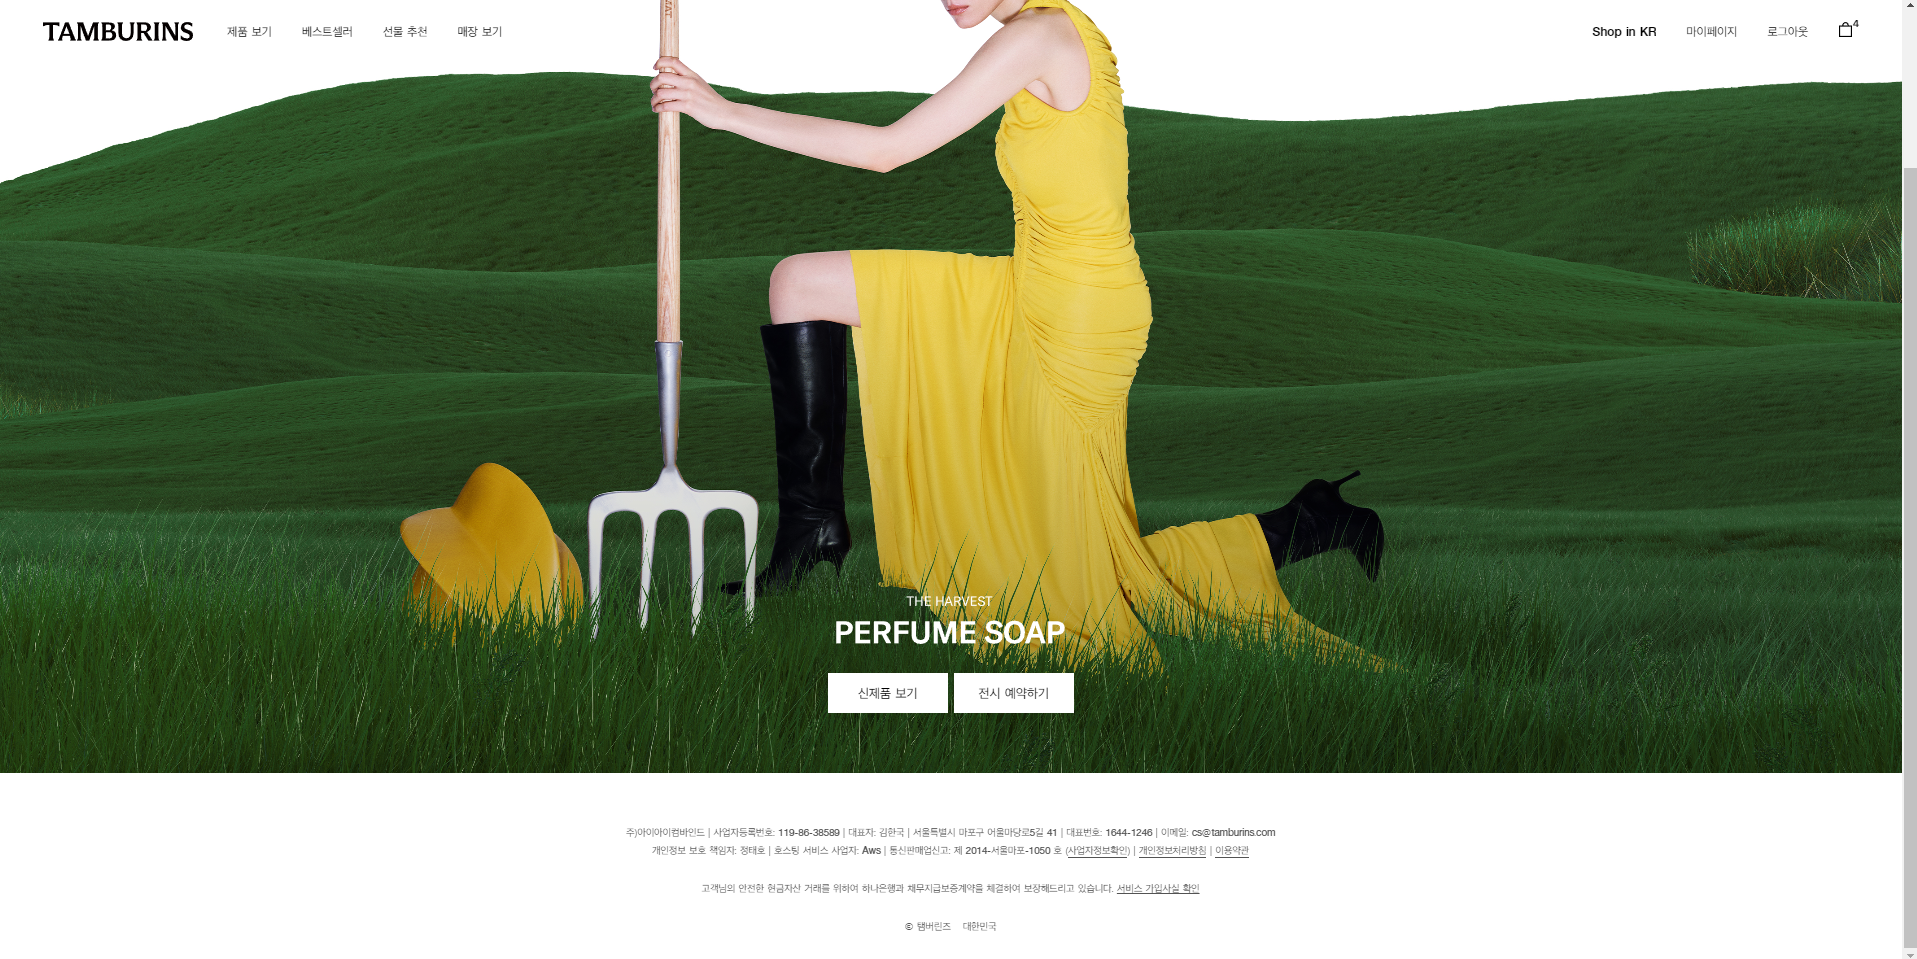 TAMBURINS 제품 보기 베스트셀러 선물 추천 매장 보기 Shop in KR 마이페이지 로그아웃 4
THE HARVEST
PERFUME SOAP
신제품 보기 전시 예약하기
주)아이아이컴바인드 | 사업자등록번호: 119-86-38589 | 대표자: 김한국 | 서울특별시 마포구 어울마당로5길 41 | 대표번호: 1644-1246 | 이메일: cs@tamburins.com
개인정보 보호 책임자: 정태호 | 호스팅 서비스 사업자: Aws | 통신판매업신고: 제 2014-서울마포-1050 호 (사업자정보확인) | 개인정보처리방침 | 이용약관
고객님의 안전한 현금자산 거래를 위하여 하나은행과 채무지급보증계약을 체결하여 보장해드리고 있습니다. 서비스 가입사실 확인
© 탬버린즈 대한민국